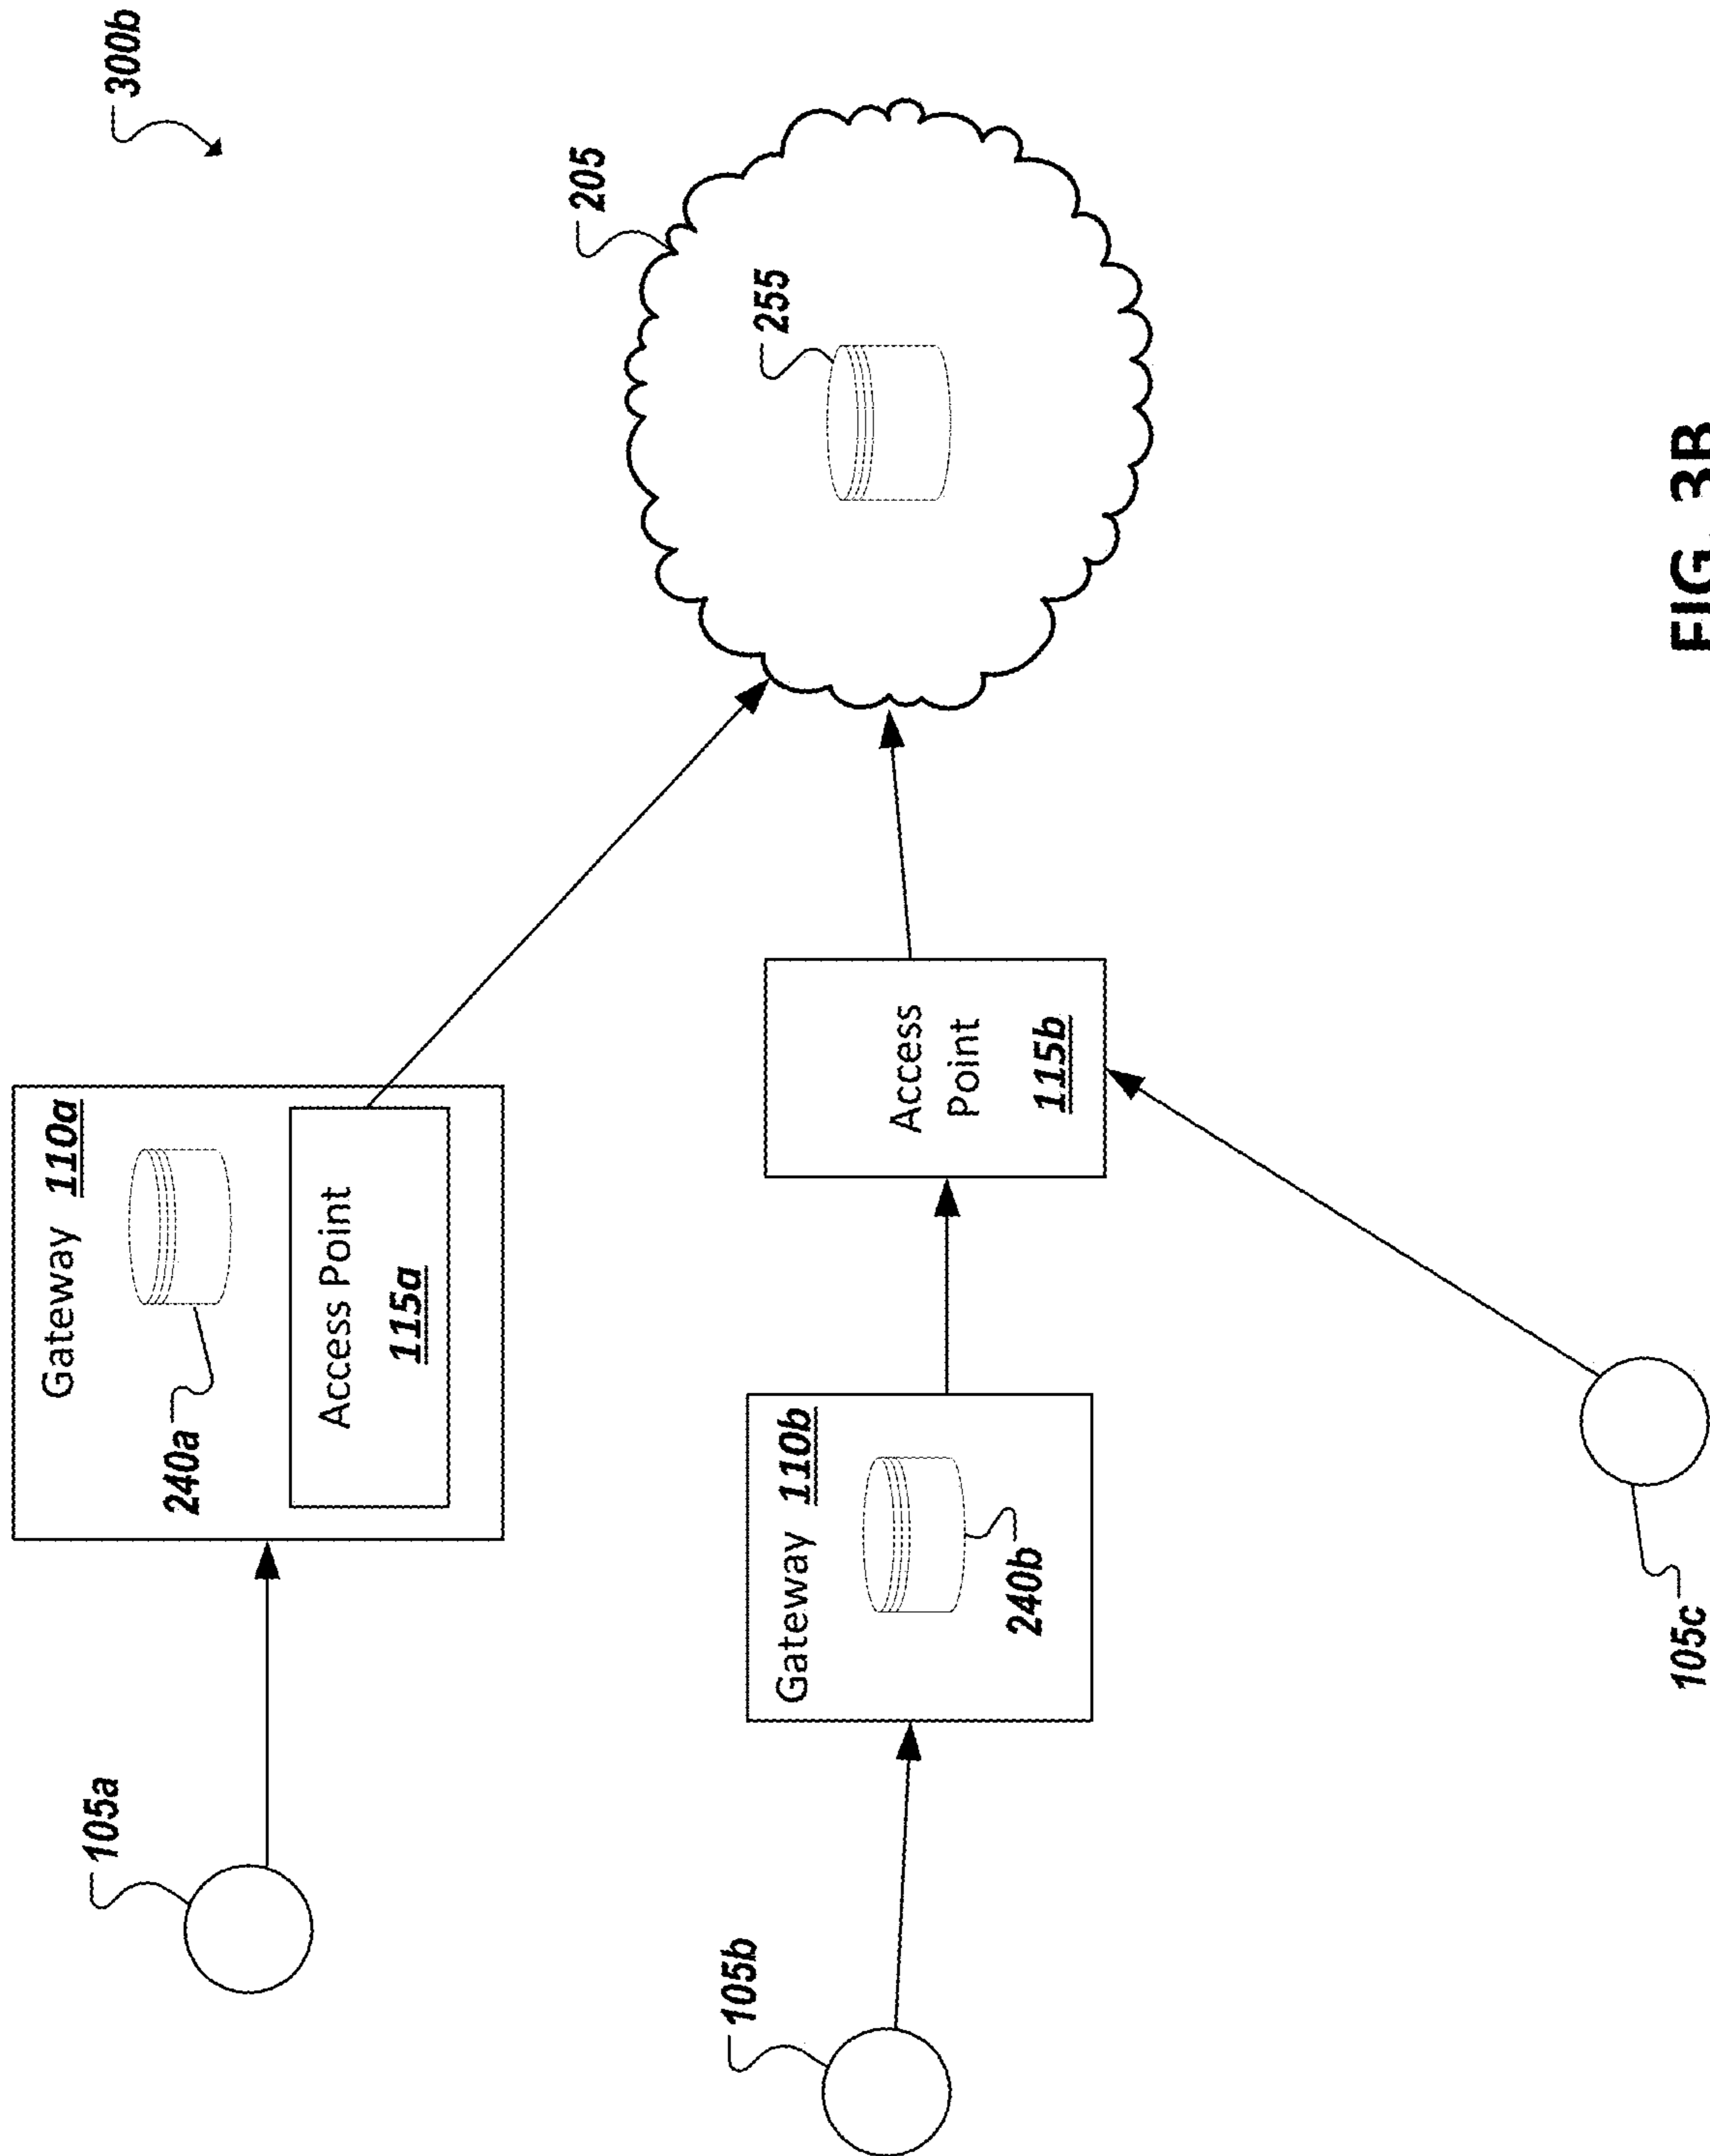 300b
105a
Gateway 110a
240a
Access Point
115a
205
255
105b
Gateway 110b
240b
Access
Point
115b
105c
FIG. 3B